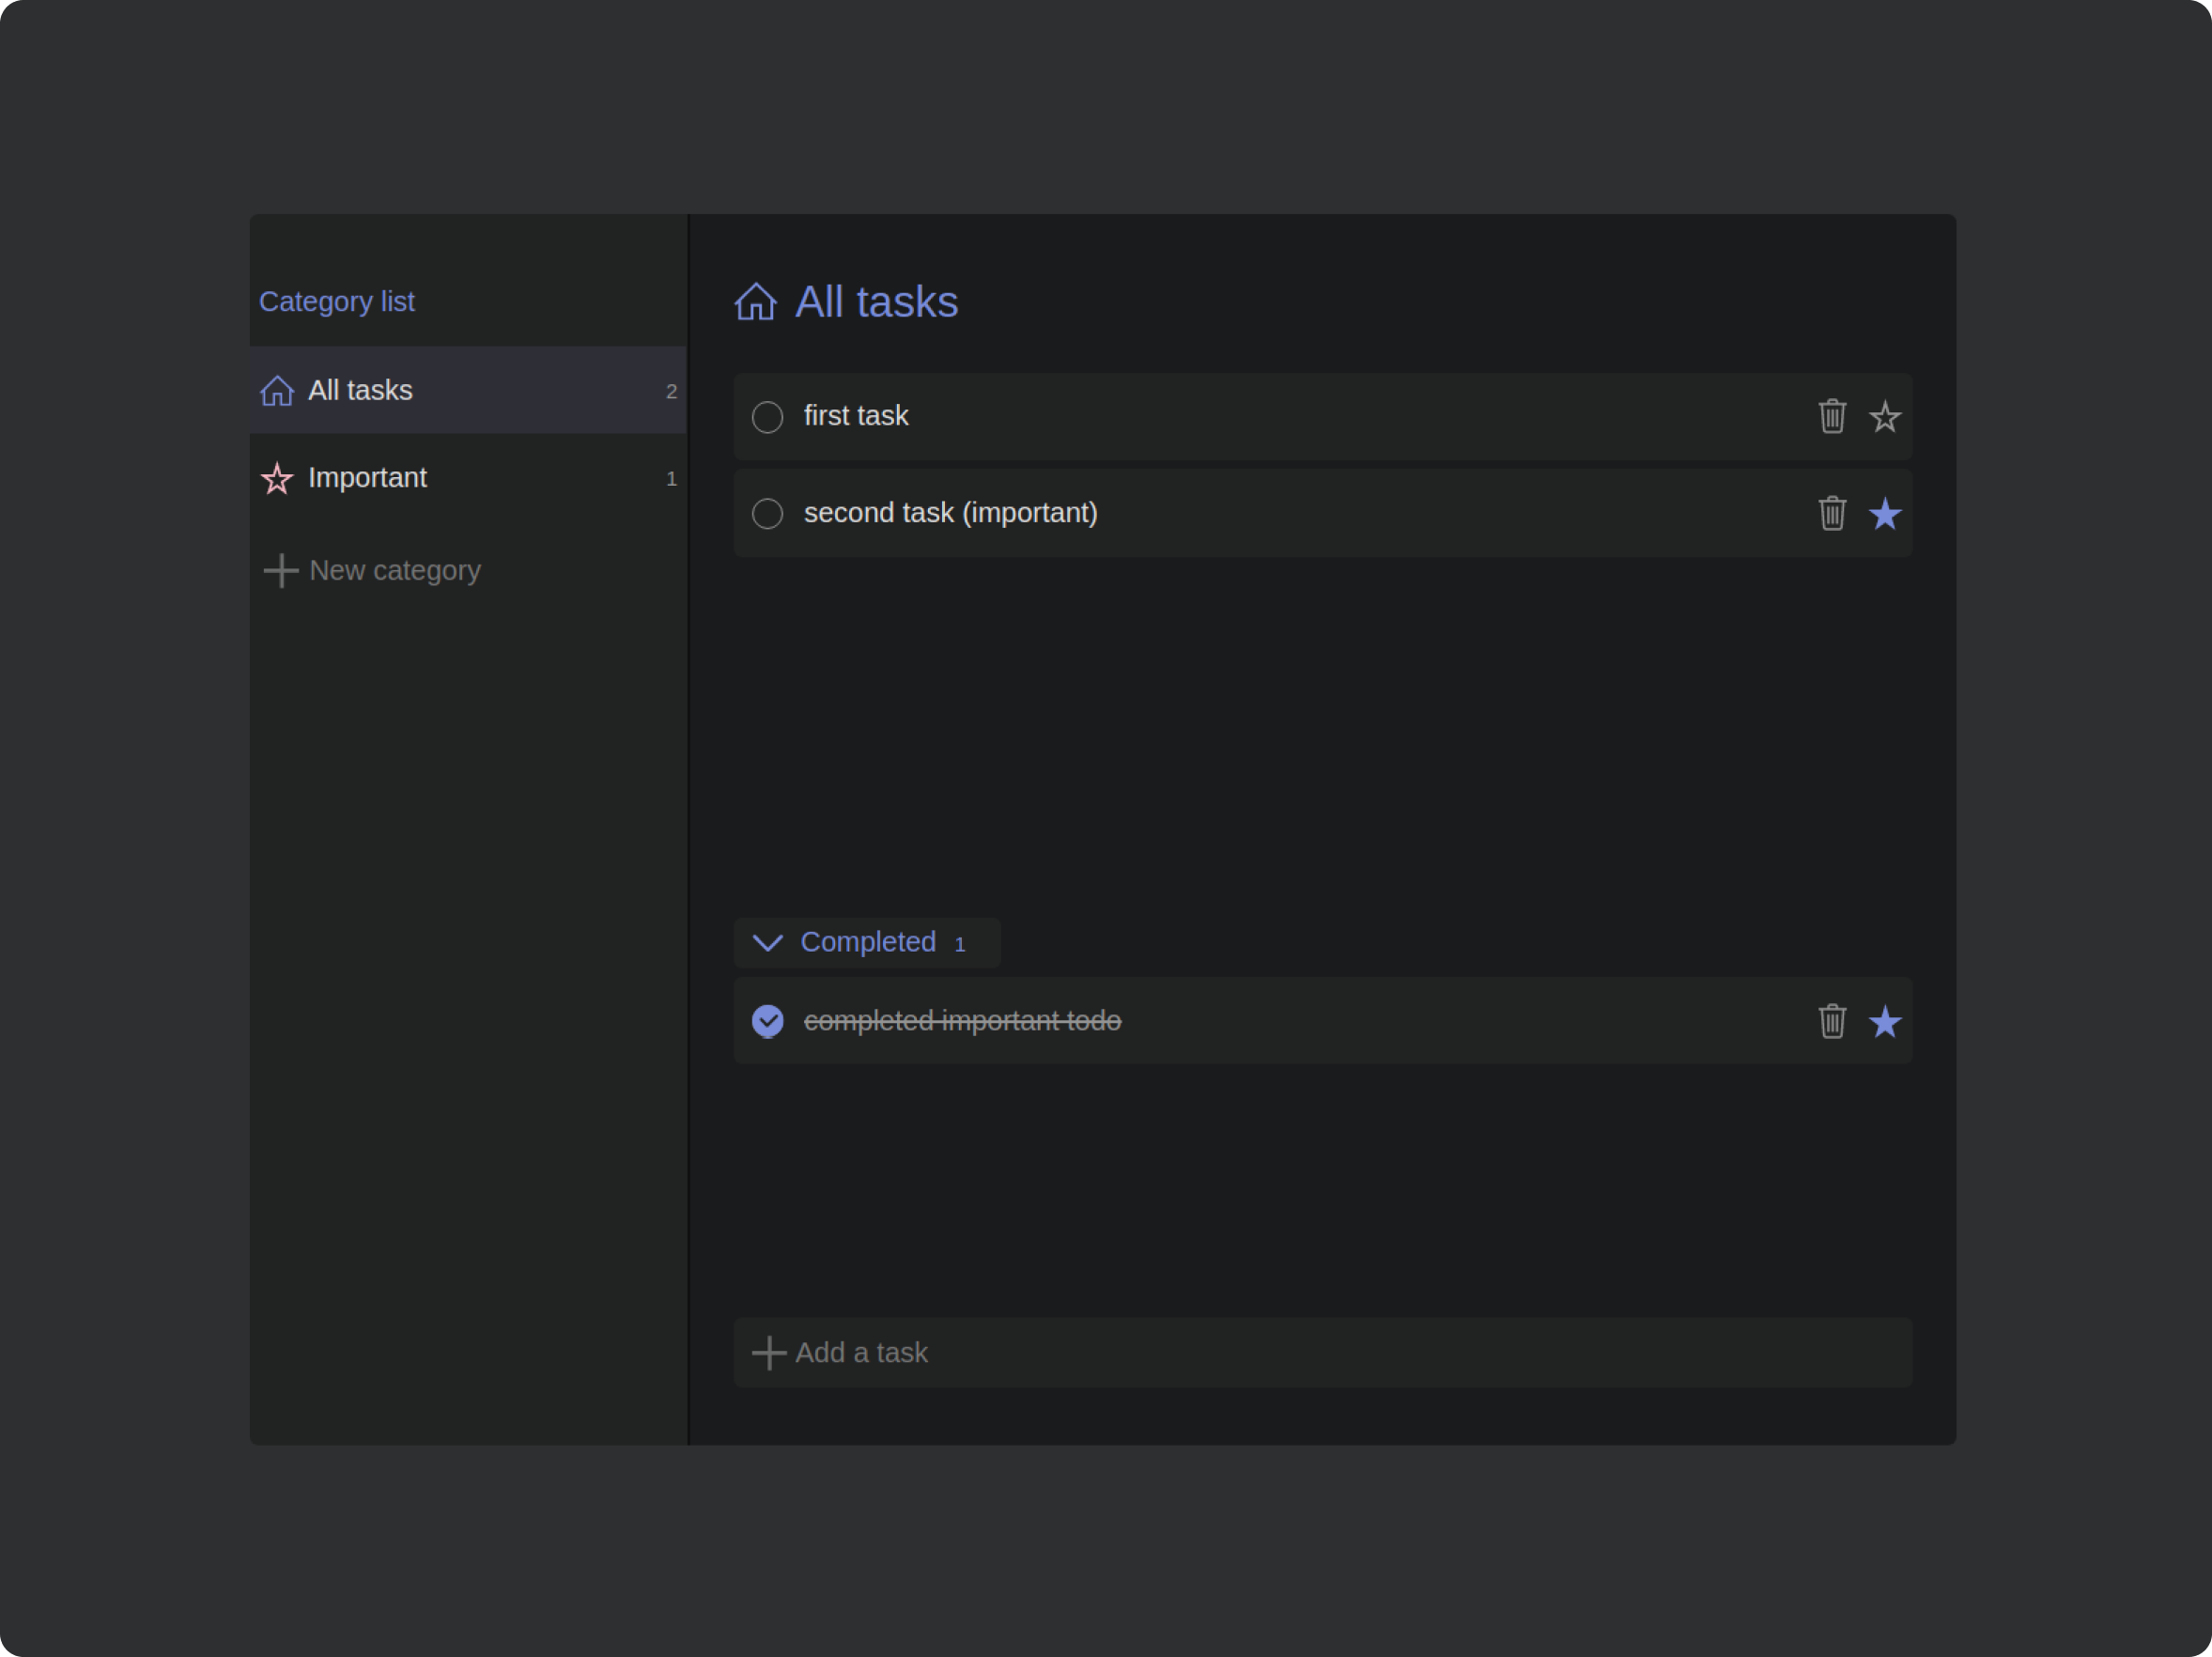 Category list
All tasks 2
Important 1
New category
All tasks
first task
second task (important)
Completed 1
completed important todo
Add a task